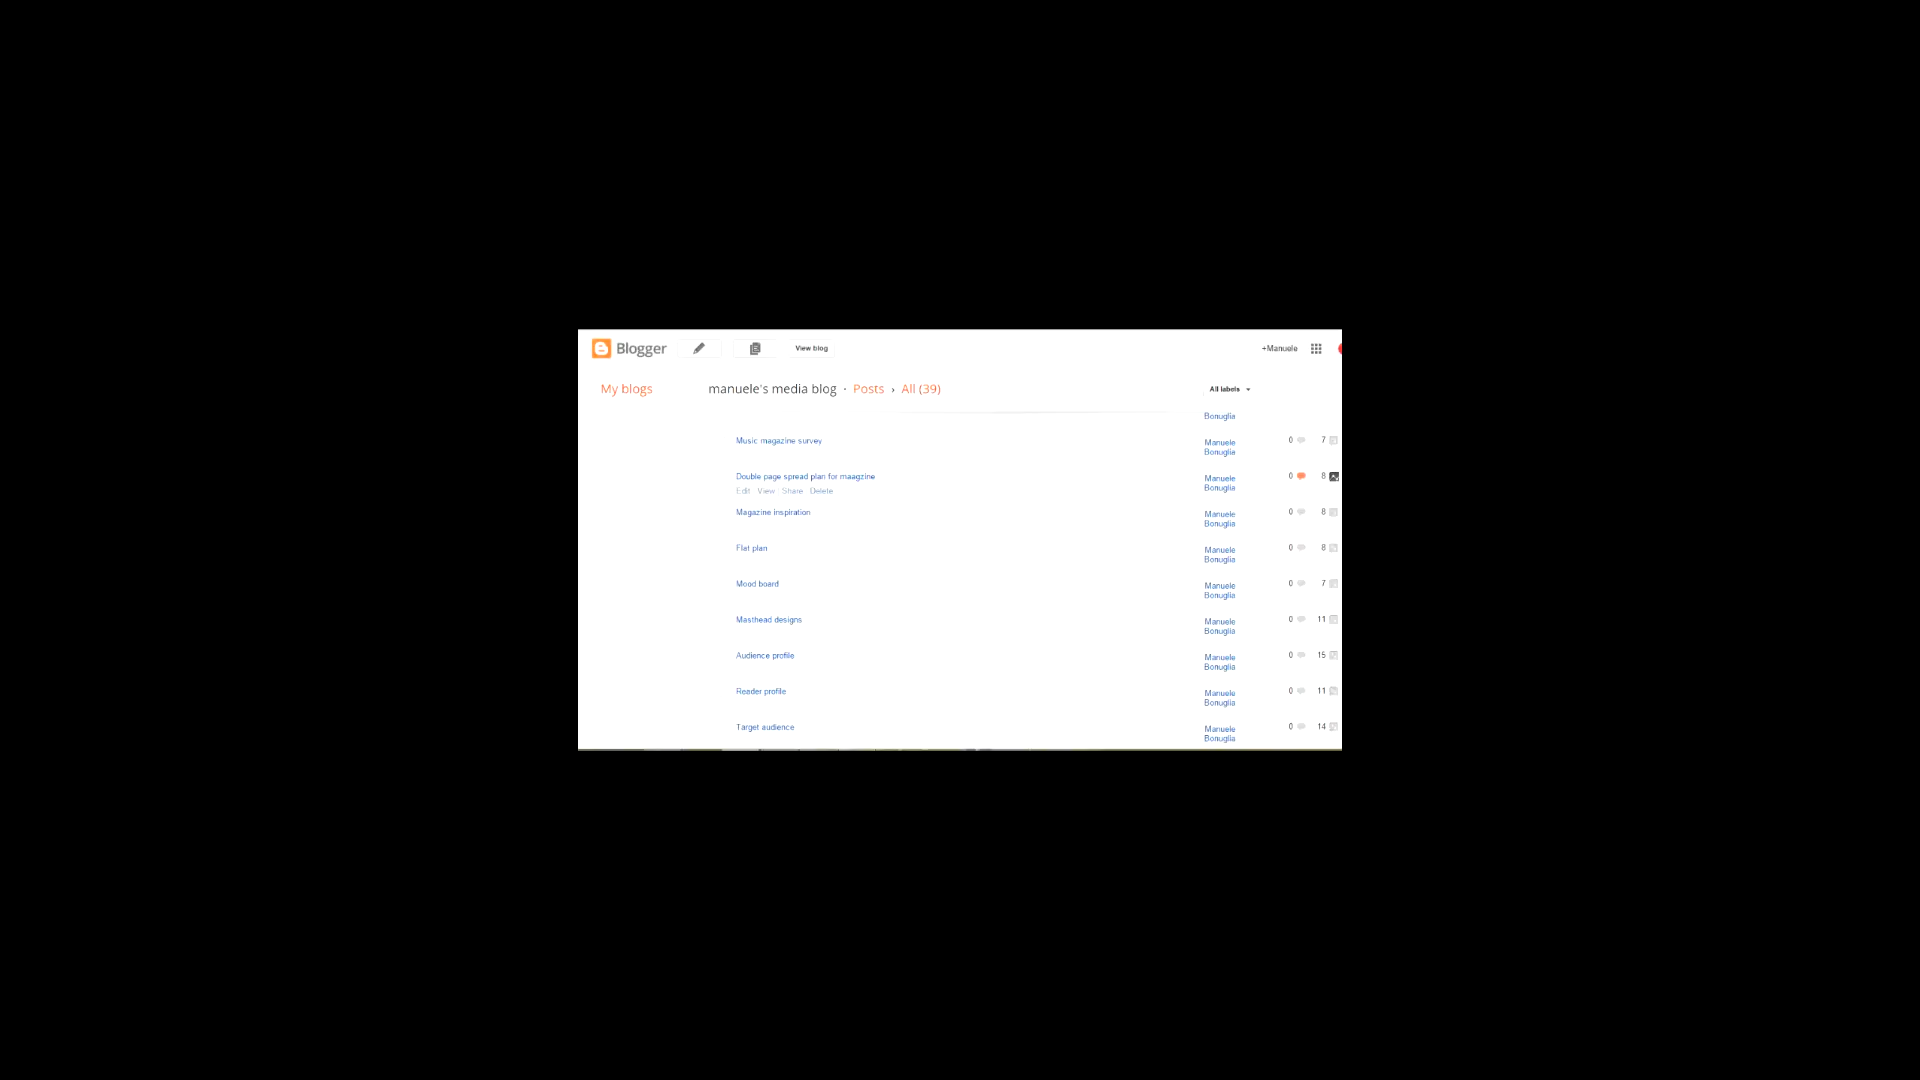 Blogger View blog +Manuele
My blogs manuele's media blog · Posts › All (39) All labels
Bonuglia
Music magazine survey Manuele 0 7
Bonuglia
Double page spread plan for maagzine Manuele 0 8
Edit View Share Delete Bonuglia
Magazine inspiration Manuele 0 8
Bonuglia
Flat plan Manuele 0 8
Bonuglia
Mood board Manuele 0 7
Bonuglia
Masthead designs Manuele 0 11
Bonuglia
Audience profile Manuele 0 15
Bonuglia
Reader profile Manuele 0 11
Bonuglia
Target audience Manuele 0 14
Bonuglia